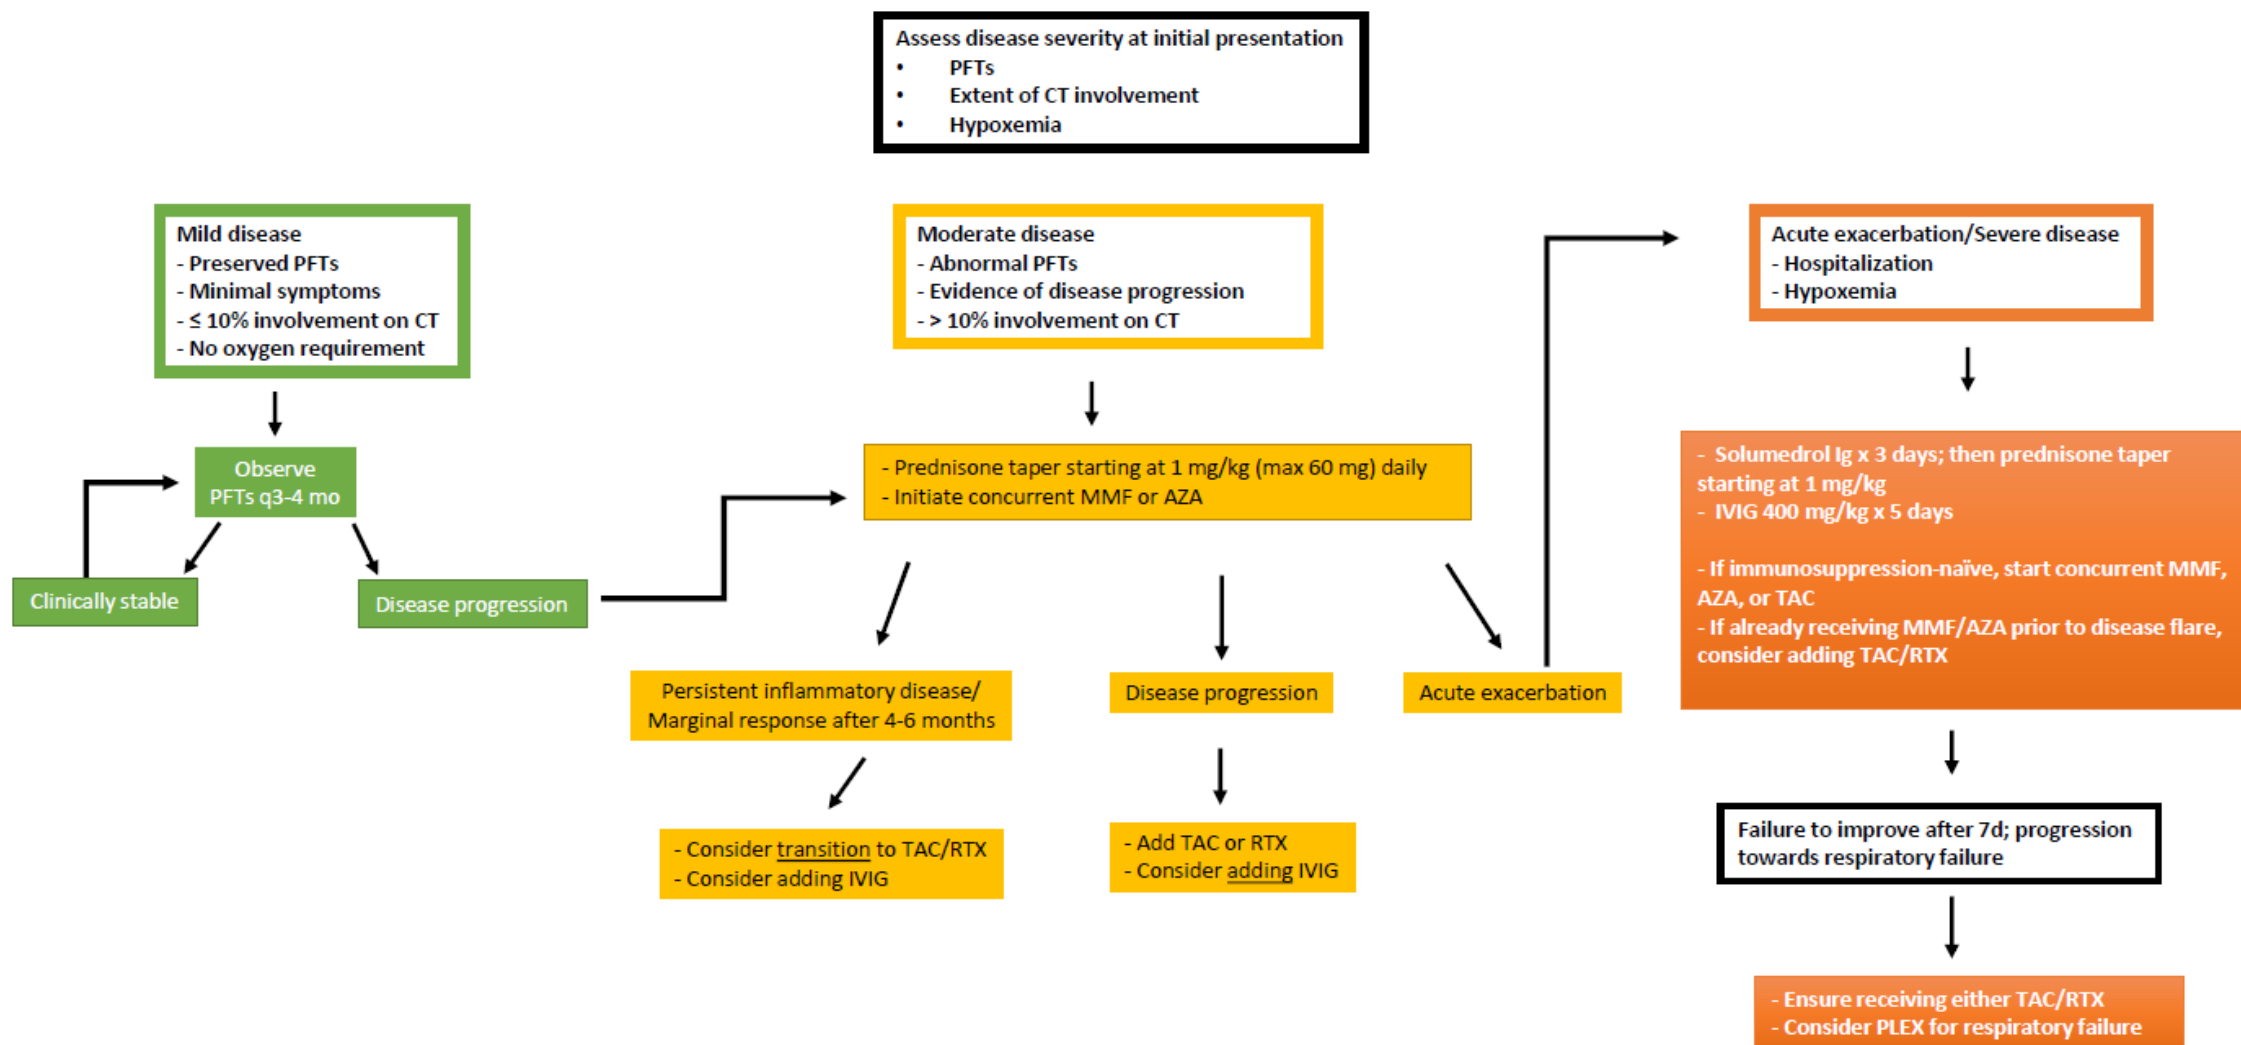 Assess disease severity at initial presentation
• PFTs
• Extent of CT involvement
• Hypoxemia
Mild disease
- Preserved PFTs
- Minimal symptoms
- ≤ 10% involvement on CT
- No oxygen requirement
Moderate disease
- Abnormal PFTs
- Evidence of disease progression
- > 10% involvement on CT
Acute exacerbation/Severe disease
- Hospitalization
- Hypoxemia
Observe
PFTs q3-4 mo
Clinically stable
Disease progression
- Prednisone taper starting at 1 mg/kg (max 60 mg) daily
- Initiate concurrent MMF or AZA
Persistent inflammatory disease/
Marginal response after 4-6 months
Disease progression
Acute exacerbation
- Consider transition to TAC/RTX
- Consider adding IVIG
- Add TAC or RTX
- Consider adding IVIG
- Solumedrol Ig x 3 days; then prednisone taper
starting at 1 mg/kg
- IVIG 400 mg/kg x 5 days
- If immunosuppression-naïve, start concurrent MMF,
AZA, or TAC
- If already receiving MMF/AZA prior to disease flare,
consider adding TAC/RTX
Failure to improve after 7d; progression
towards respiratory failure
- Ensure receiving either TAC/RTX
- Consider PLEX for respiratory failure